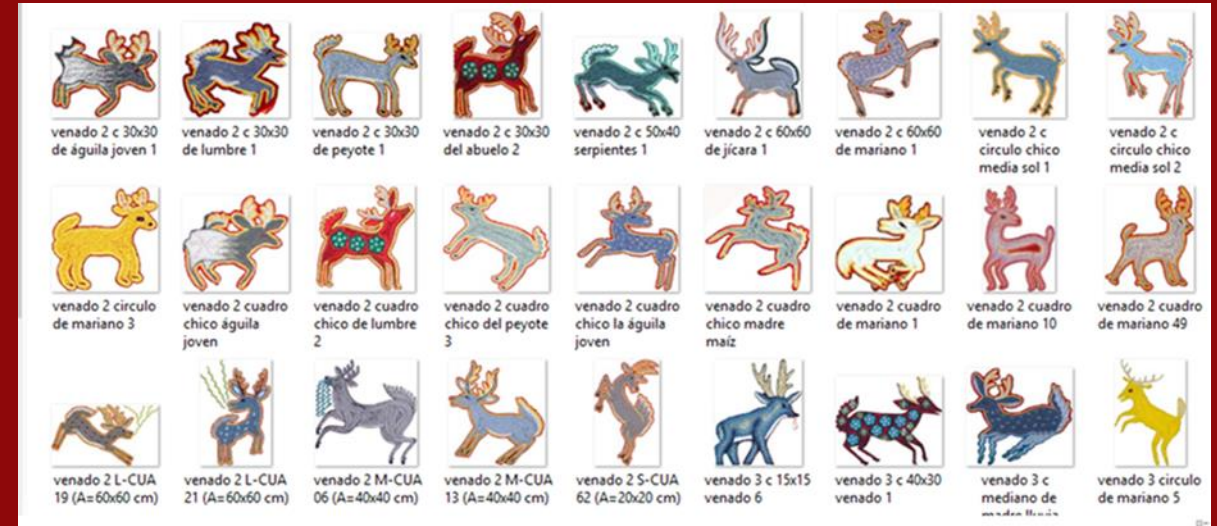 venado 2 c 30x30
de águila joven 1
venado 2 c 30x30
de lumbre 1
venado 2 c 30x30
de peyote 1
venado 2 c 30x30
del abuelo 2
venado 2 c 50x40
serpientes 1
venado 2 c 60x60
de jícara 1
venado 2 c 60x60
de mariano 1
venado 2 c
circulo chico
media sol 1
venado 2 c
circulo chico
media sol 2
venado 2 circulo
de mariano 3
venado 2 cuadro
chico águila
joven
venado 2 cuadro
chico de lumbre
2
venado 2 cuadro
chico del peyote
3
venado 2 cuadro
chico la águila
joven
venado 2 cuadro
chico madre
maíz
venado 2 cuadro
de mariano 1
venado 2 cuadro
de mariano 10
venado 2 cuadro
de mariano 49
venado 2 L-CUA
19 (A=60x60 cm)
venado 2 L-CUA
21 (A=60x60 cm)
venado 2 M-CUA
06 (A=40x40 cm)
venado 2 M-CUA
13 (A=40x40 cm)
venado 2 S-CUA
62 (A=20x20 cm)
venado 3 c 15x15
venado 6
venado 3 c 40x30
venado 1
venado 3 c
mediano de
madre lluvia
venado 3 circulo
de mariano 5